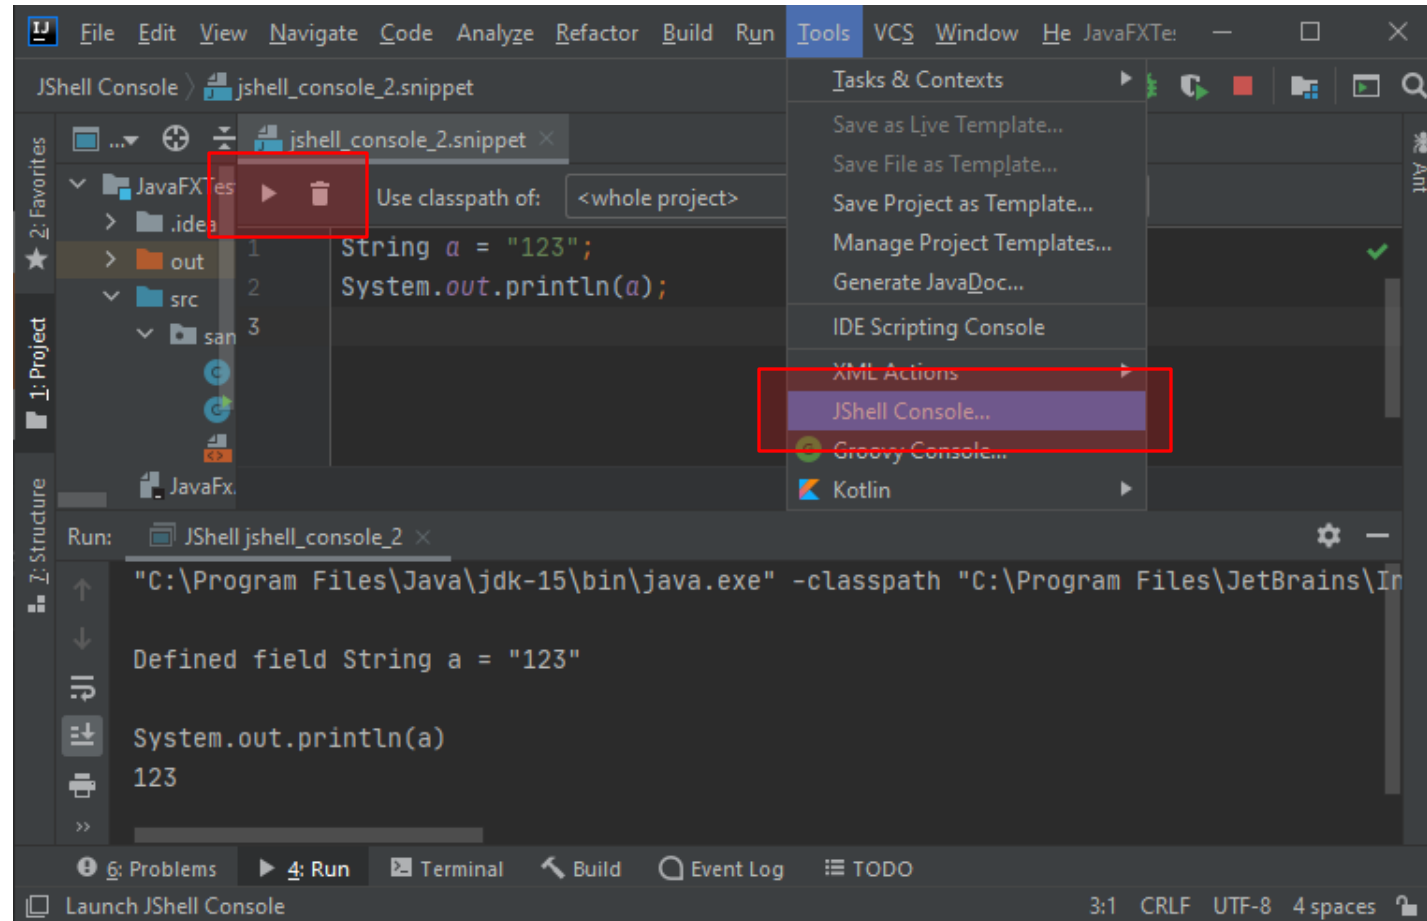 IJ File Edit View Navigate Code Analyze Refactor Build Run Tools VCS Window He JavaFXTe
JShell Console jshell_console_2.snippet
... jshell_console_2.snippet
Use classpath of: <whole project>
JavaFXTes
.idea
out
src
san
JavaFx.
1 String a = "123";
2 System.out.println(a);
3
Tasks & Contexts
Save as Live Template...
Save File as Template...
Save Project as Template...
Manage Project Templates...
Generate JavaDoc...
IDE Scripting Console
XML Actions
JShell Console...
Groovy Console...
Kotlin
2: Favorites
1: Project
7: Structure
Ant
Run: JShell jshell_console_2
"C:\Program Files\Java\jdk-15\bin\java.exe" -classpath "C:\Program Files\JetBrains\In
Defined field String a = "123"
System.out.println(a)
123
6: Problems 4: Run Terminal Build Event Log TODO
Launch JShell Console 3:1 CRLF UTF-8 4 spaces